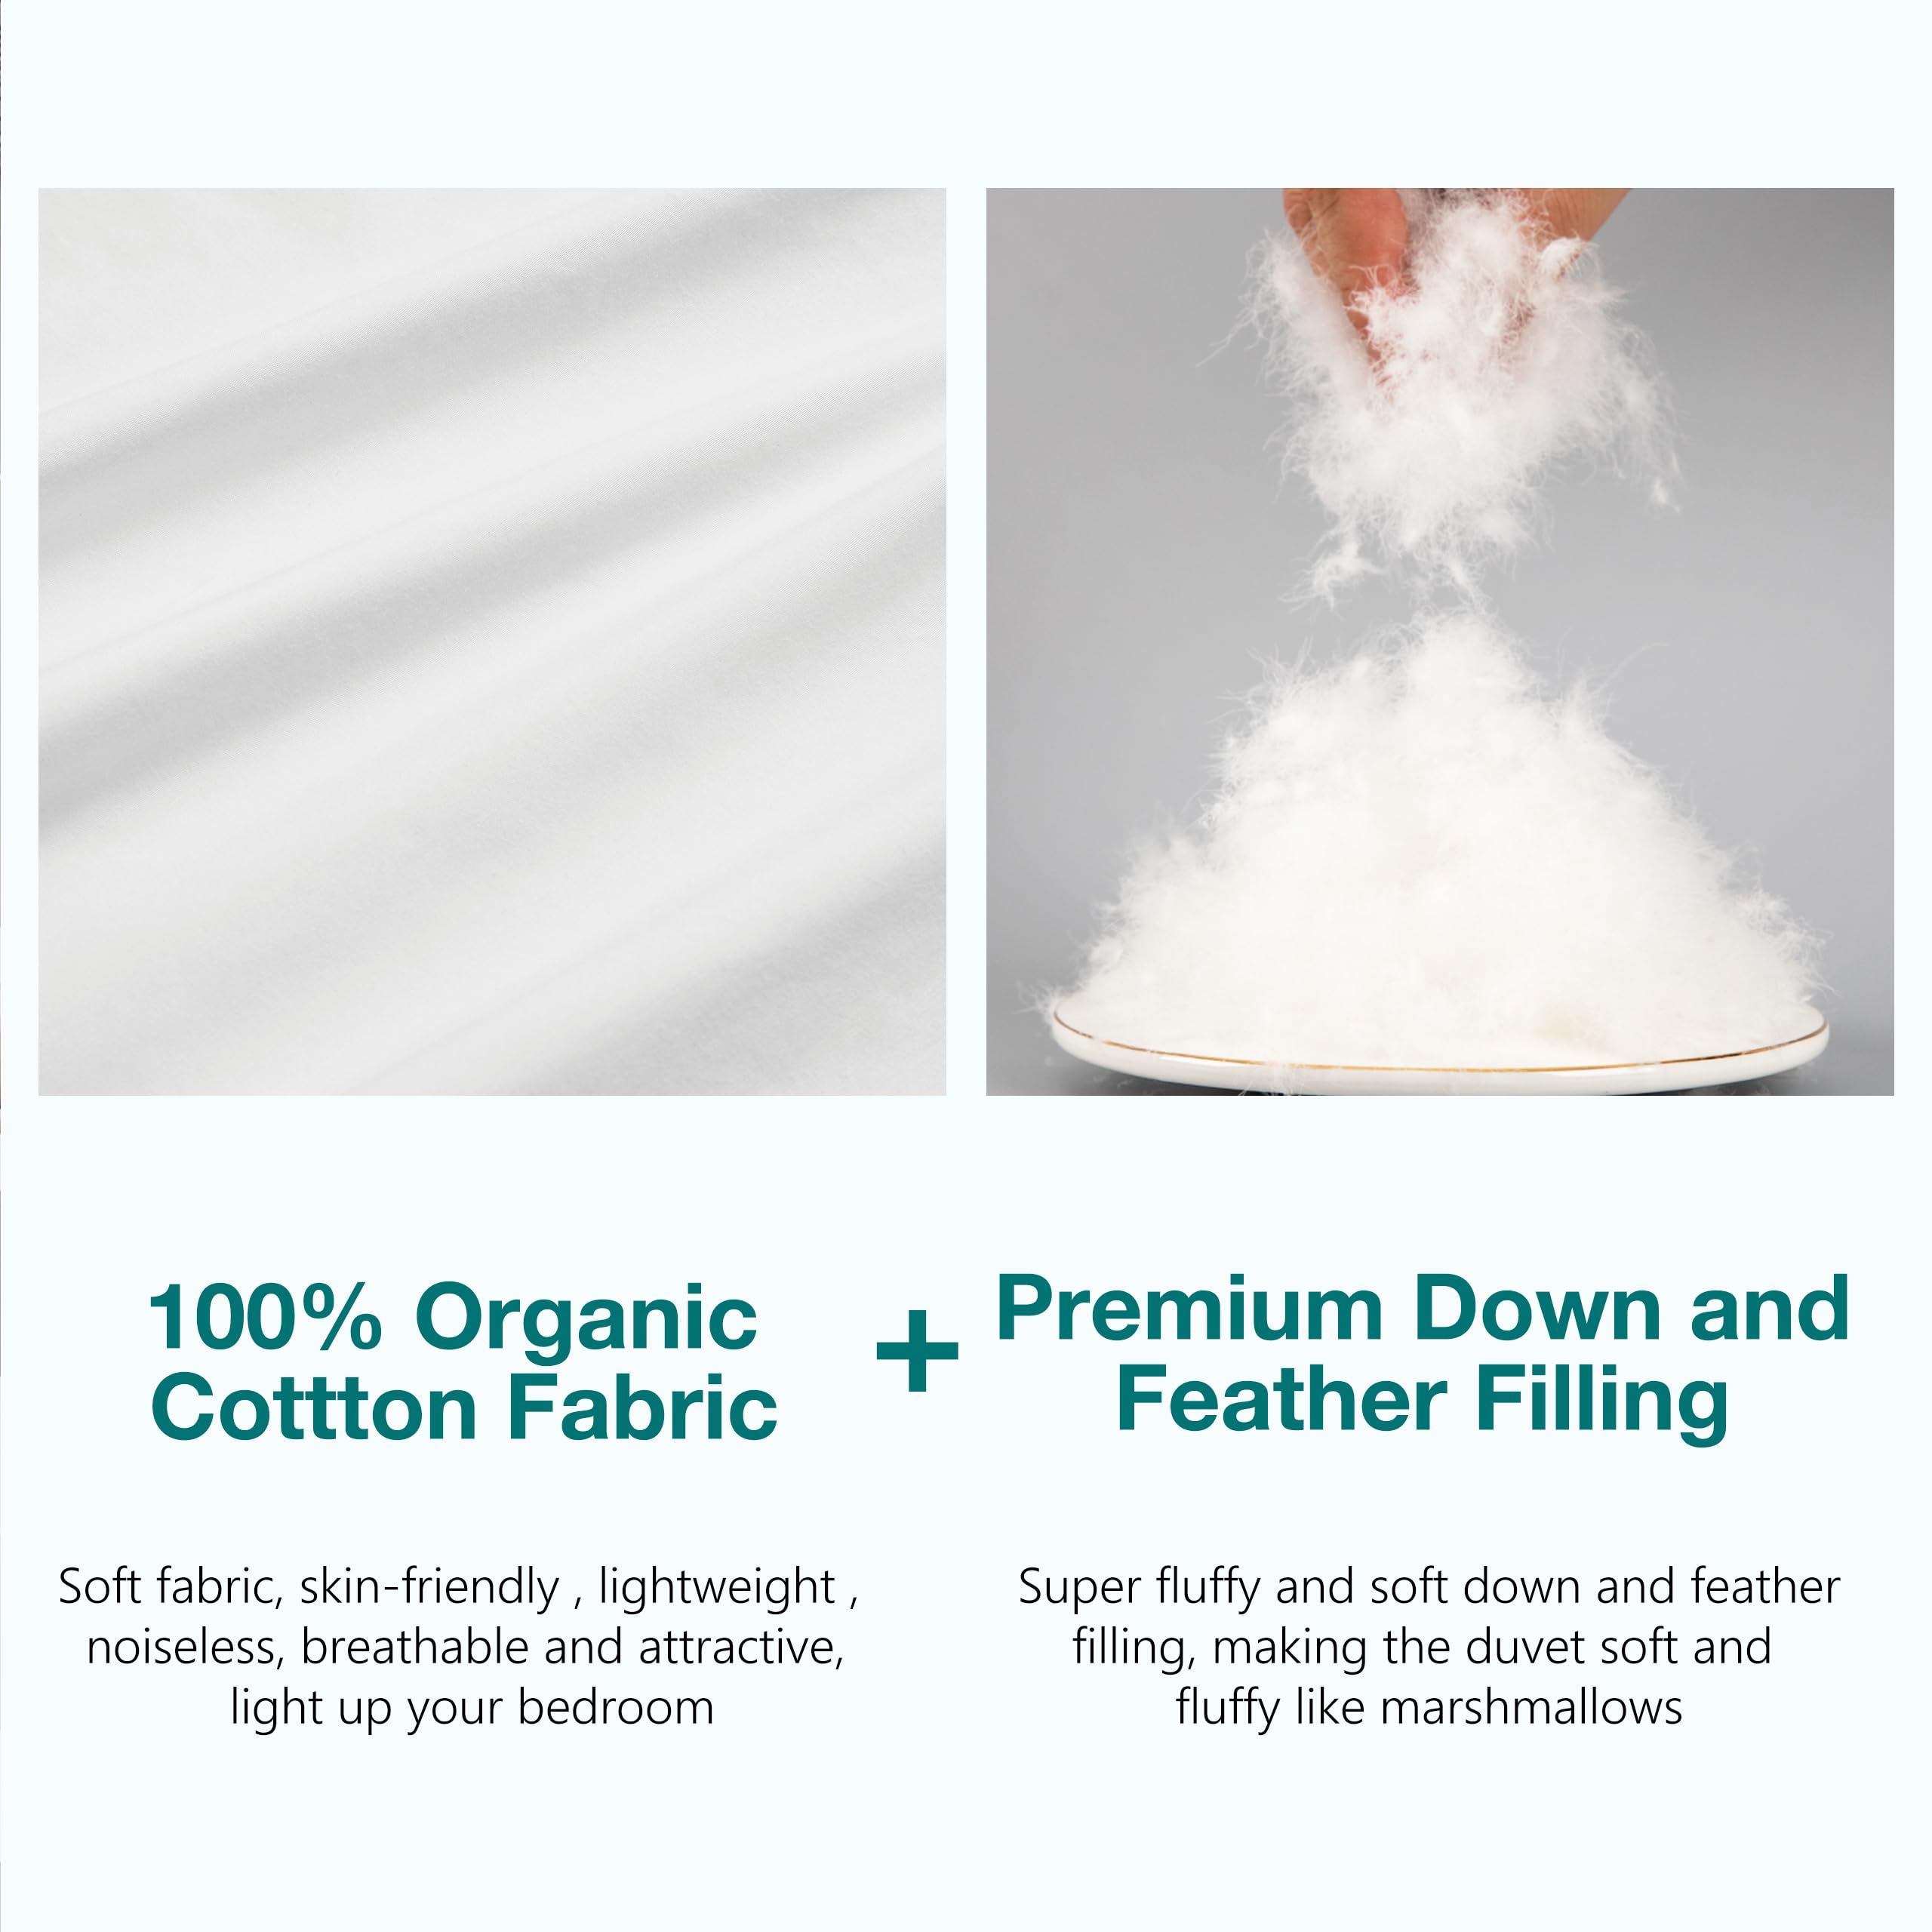 100% Organic
Cottton Fabric
+
Premium Down and
Feather Filling
Soft fabric, skin-friendly , lightweight ,
noiseless, breathable and attractive,
light up your bedroom
Super fluffy and soft down and feather
filling, making the duvet soft and
fluffy like marshmallows